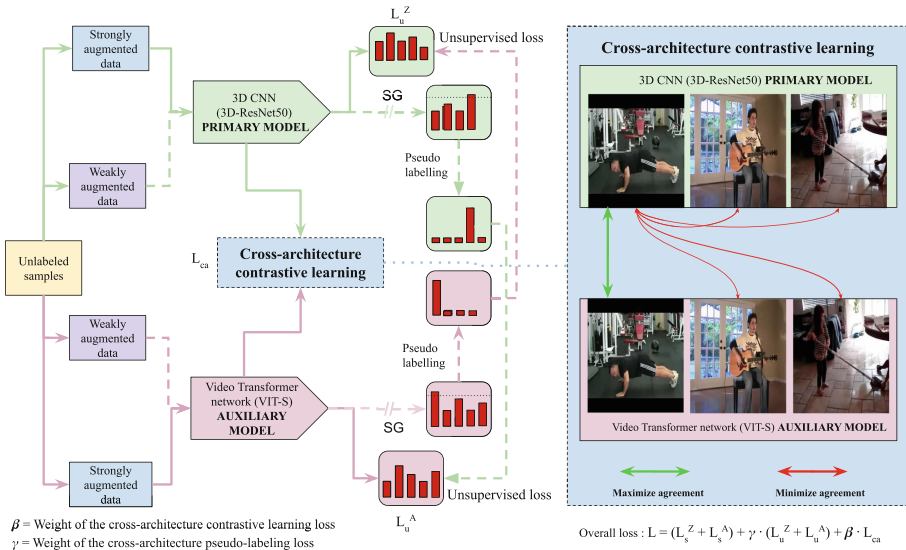 Strongly
augmented
data
Weakly
augmented
data
Unlabeled
samples
Weakly
augmented
data
Strongly
augmented
data
3D CNN
(3D-ResNet50)
PRIMARY MODEL
L_u^Z
Unsupervised loss
SG
Pseudo
labelling
L_ca
Cross-architecture
contrastive learning
Pseudo
labelling
Video Transformer
network (VIT-S)
AUXILIARY
MODEL
SG
Unsupervised loss
L_u^A
β = Weight of the cross-architecture contrastive learning loss
γ = Weight of the cross-architecture pseudo-labeling loss
Cross-architecture contrastive learning
3D CNN (3D-ResNet50) PRIMARY MODEL
Video Transformer network (VIT-S) AUXILIARY MODEL
Maximize agreement
Minimize agreement
Overall loss : L = (L_s^Z + L_s^A) + γ · (L_u^Z + L_u^A) + β · L_ca